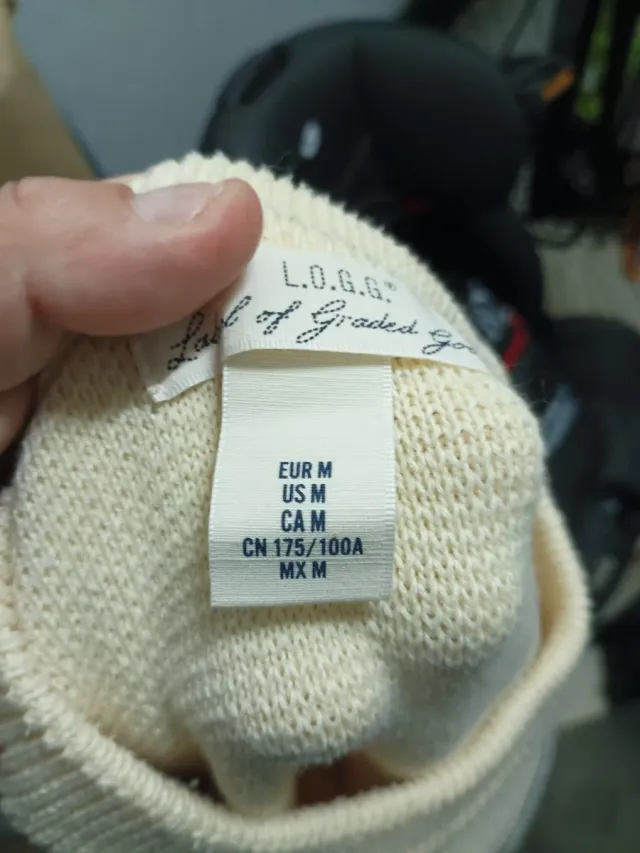 L.O.G.G.®
Label of Graded
EUR M
US M
CA M
CN 175/100A
MX M